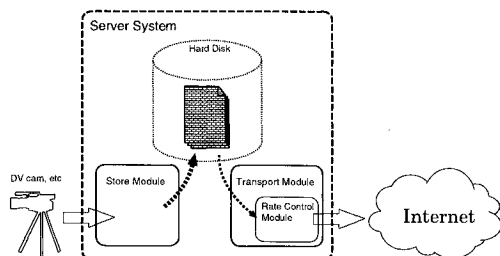 Server System
Hard Disk
DV cam, etc
Store Module
Transport Module
Rate Control
Module
Internet